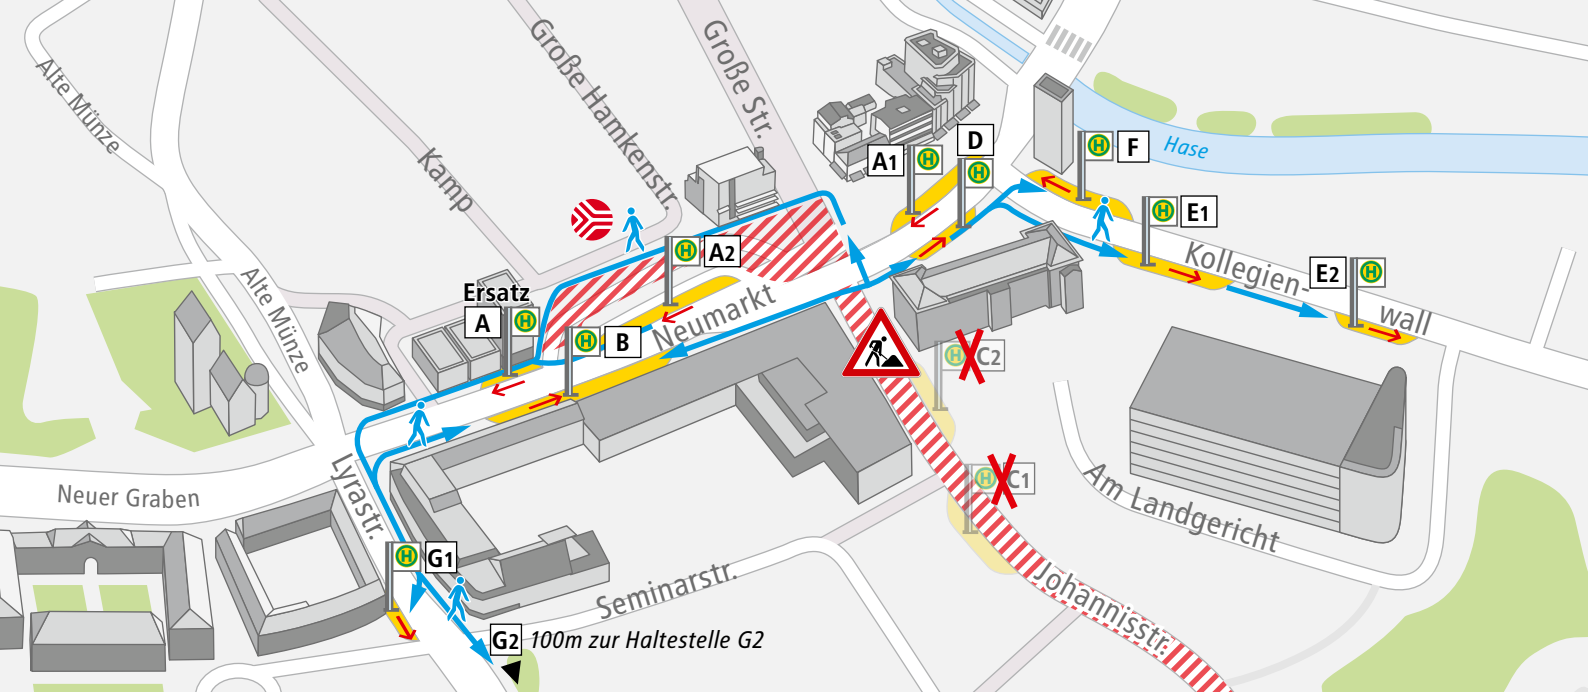 Alte Münze
Große Hamkenstr.
Große Str.
Kamp
A1
H
D
H
H
F
Hase
H
E1
Kollegien-
wall
E2
H
H
A2
Alte Münze
Ersatz
A
H
H
B
Neumarkt
H
C2
H
C1
Am Landgericht
Neuer Graben
Lyrastr.
H
G1
Seminarstr.
Johannisstr.
G2
100m zur Haltestelle G2